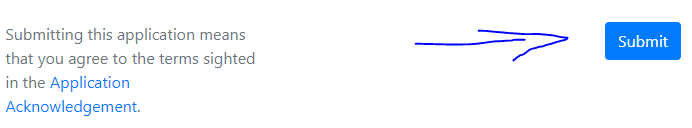 Submitting this application means
that you agree to the terms sighted
in the Application
Acknowledgement.
Submit